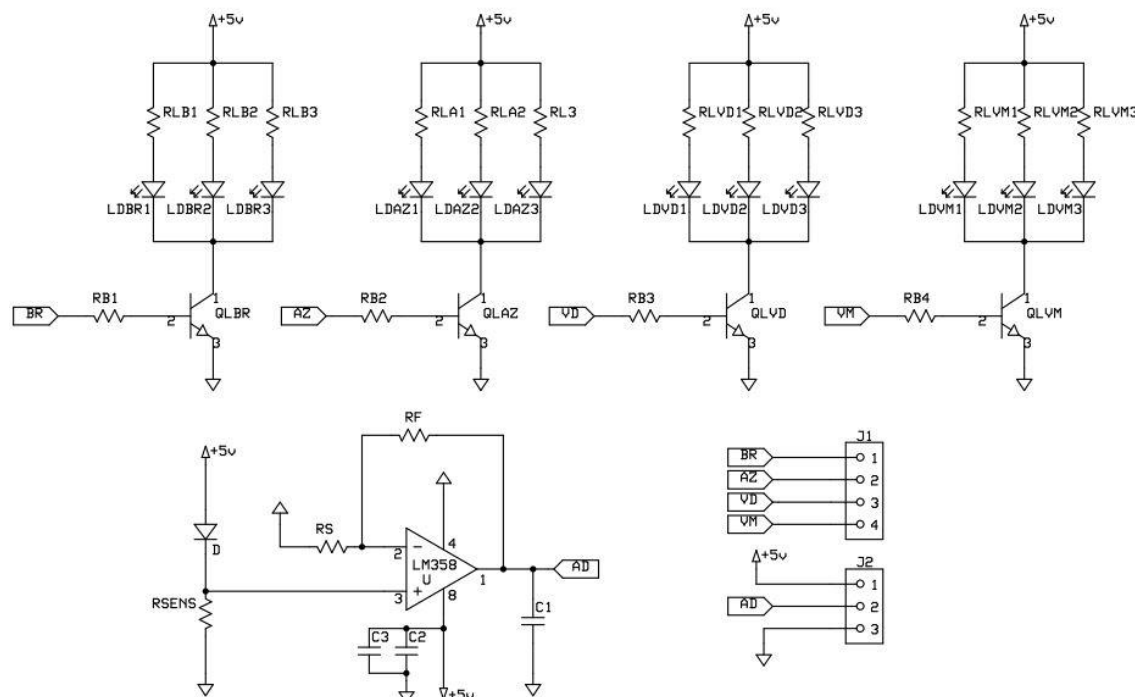 +5v +5v +5v +5v
RLB1 RLB2 RLB3 RLA1 RLA2 RL3 RLVD1 RLVD2 RLVD3 RLVM1 RLVM2 RLVM3
LDBR1 LDBR2 LDBR3 LDAZ1 LDAZ2 LDAZ3 LDVD1 LDVD2 LDVD3 LDVM1 LDVM2 LDVM3
BR RB1 2 1 QLBR 3
AZ RB2 2 1 QLAZ 3
VD RB3 2 1 QLVD 3
VM RB4 2 1 QLVM 3
RF
+5v
D
RSENS
RS
2 - 4
LM358
U 1
3 + 8
AD
C1
C3 C2
+5v
J1
BR 1
AZ 2
VD 3
VM 4
+5v
J2
1
AD 2
3